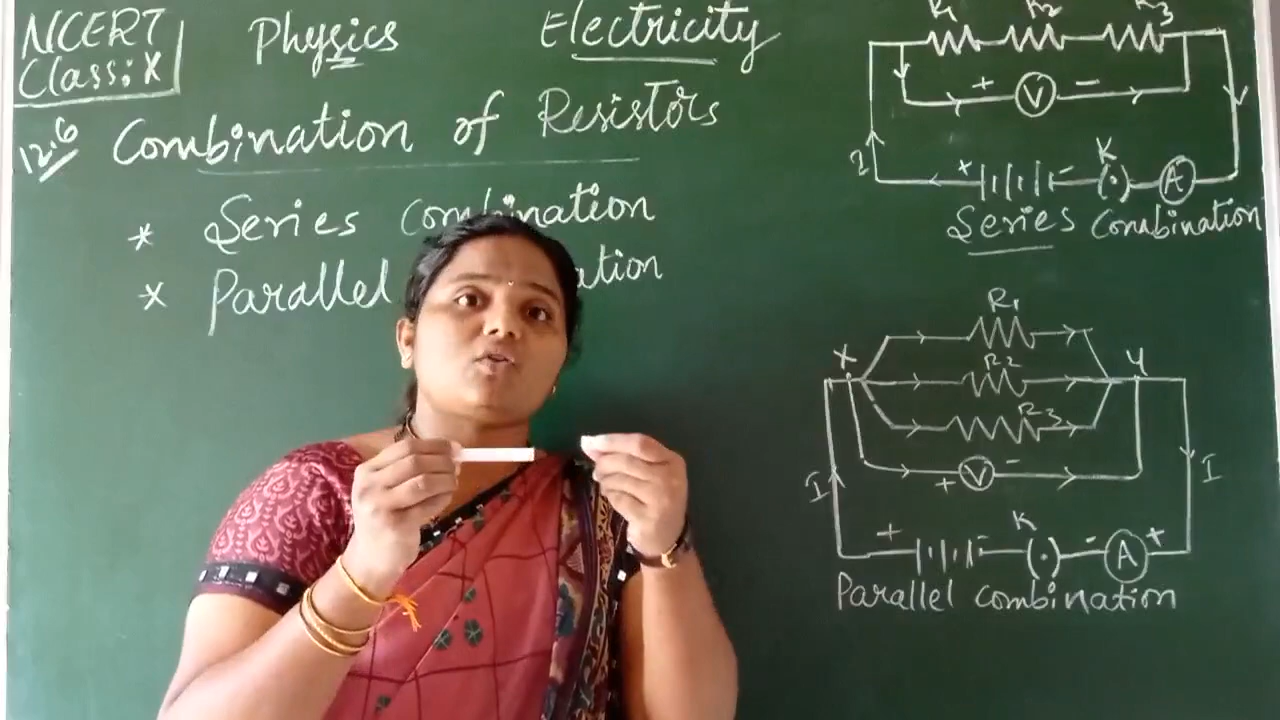 NCERT
Class: X
Physics
Electricity
12.6 Combination of Resistors
* Series combination
* Parallel ation
R1 R2 R3
+ V -
I
+ - K A
Series Combination
R1
X R2 Y
R3
+ V -
I I
+ - K - A +
Parallel combination